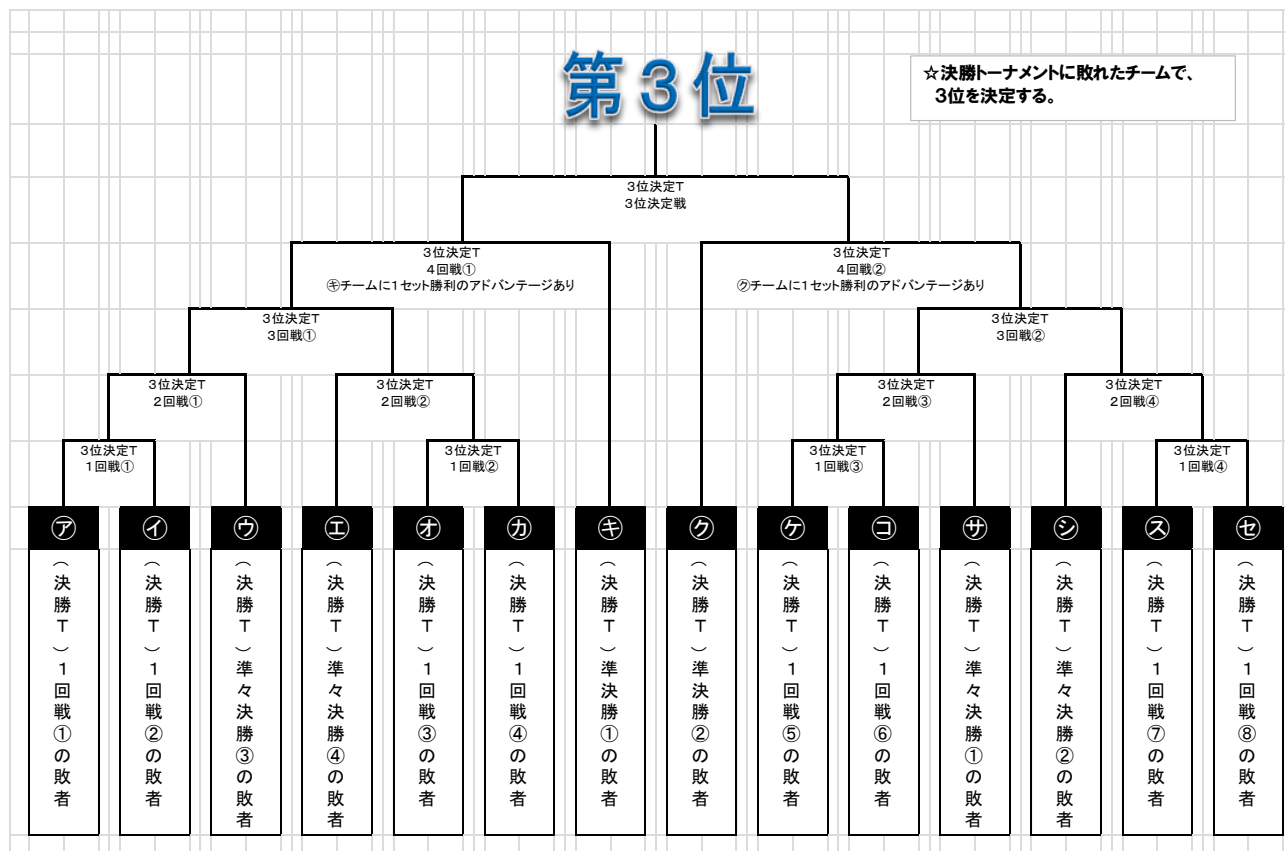 第３位
☆決勝トーナメントに敗れたチームで、
３位を決定する。
３位決定Ｔ
３位決定戦
３位決定Ｔ
４回戦①
㋖チームに１セット勝利のアドバンテージあり
３位決定Ｔ
４回戦②
㋗チームに１セット勝利のアドバンテージあり
３位決定Ｔ
３回戦①
３位決定Ｔ
３回戦②
３位決定Ｔ
２回戦①
３位決定Ｔ
２回戦②
３位決定Ｔ
２回戦③
３位決定Ｔ
２回戦④
３位決定Ｔ
１回戦①
３位決定Ｔ
１回戦②
３位決定Ｔ
１回戦③
３位決定Ｔ
１回戦④
㋐
（決勝Ｔ）１回戦①の敗者
㋑
（決勝Ｔ）１回戦②の敗者
㋒
（決勝Ｔ）準々決勝③の敗者
㋓
（決勝Ｔ）準々決勝④の敗者
㋔
（決勝Ｔ）１回戦③の敗者
㋕
（決勝Ｔ）１回戦④の敗者
㋖
（決勝Ｔ）準決勝①の敗者
㋗
（決勝Ｔ）準決勝②の敗者
㋘
（決勝Ｔ）１回戦⑤の敗者
㋙
（決勝Ｔ）１回戦⑥の敗者
㋚
（決勝Ｔ）準々決勝①の敗者
㋛
（決勝Ｔ）準々決勝②の敗者
㋜
（決勝Ｔ）１回戦⑦の敗者
㋝
（決勝Ｔ）１回戦⑧の敗者